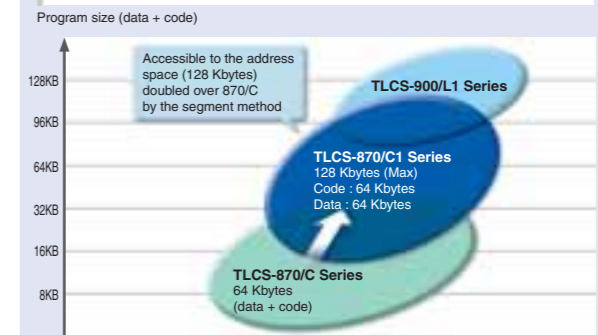 Program size (data + code)
Accessible to the address
space (128 Kbytes)
doubled over 870/C
by the segment method
128KB
96KB
64KB
32KB
16KB
8KB
TLCS-900/L1 Series
TLCS-870/C1 Series
128 Kbytes (Max)
Code : 64 Kbytes
Data : 64 Kbytes
TLCS-870/C Series
64 Kbytes
(data + code)